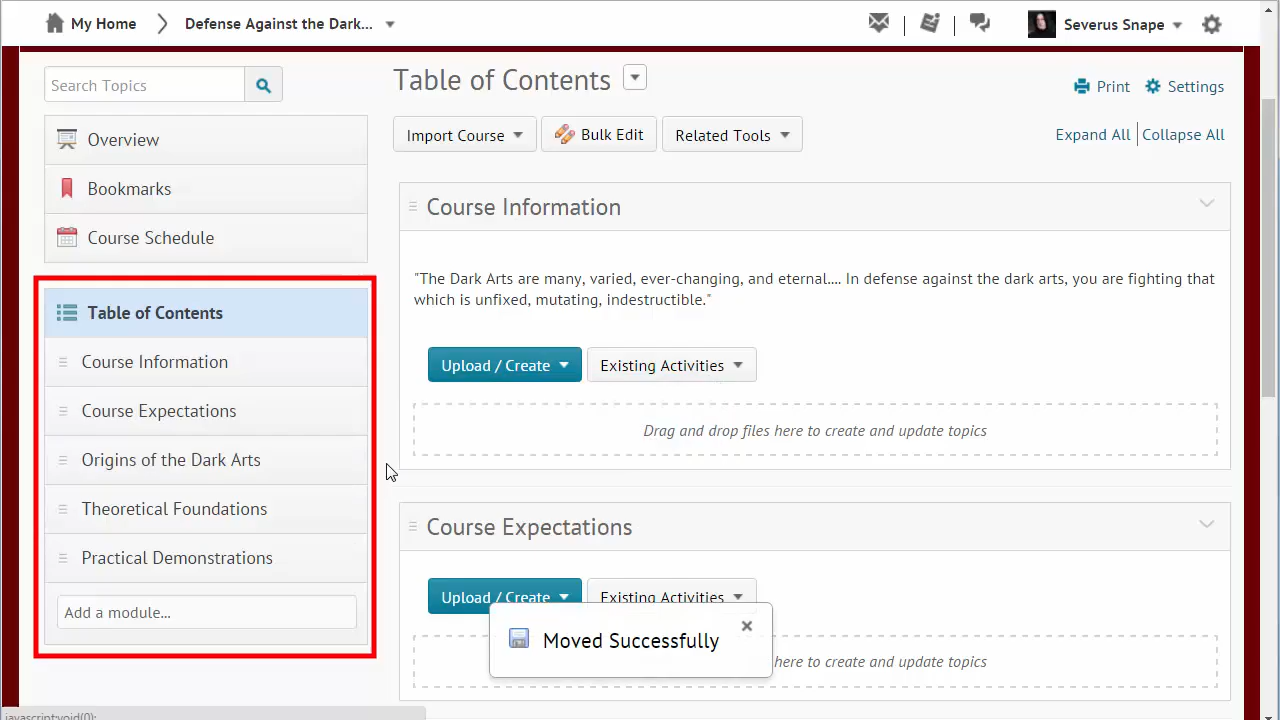 My Home
Defense Against the Dark...
Severus Snape
Search Topics
Overview
Bookmarks
Course Schedule
Table of Contents
Course Information
Course Expectations
Origins of the Dark Arts
Theoretical Foundations
Practical Demonstrations
Add a module...
Table of Contents
Print
Settings
Import Course
Bulk Edit
Related Tools
Expand All
Collapse All
Course Information
"The Dark Arts are many, varied, ever-changing, and eternal.... In defense against the dark arts, you are fighting that
which is unfixed, mutating, indestructible."
Upload / Create
Existing Activities
Drag and drop files here to create and update topics
Course Expectations
Upload / Create
Existing Activities
here to create and update topics
Moved Successfully
javascript:void(0);